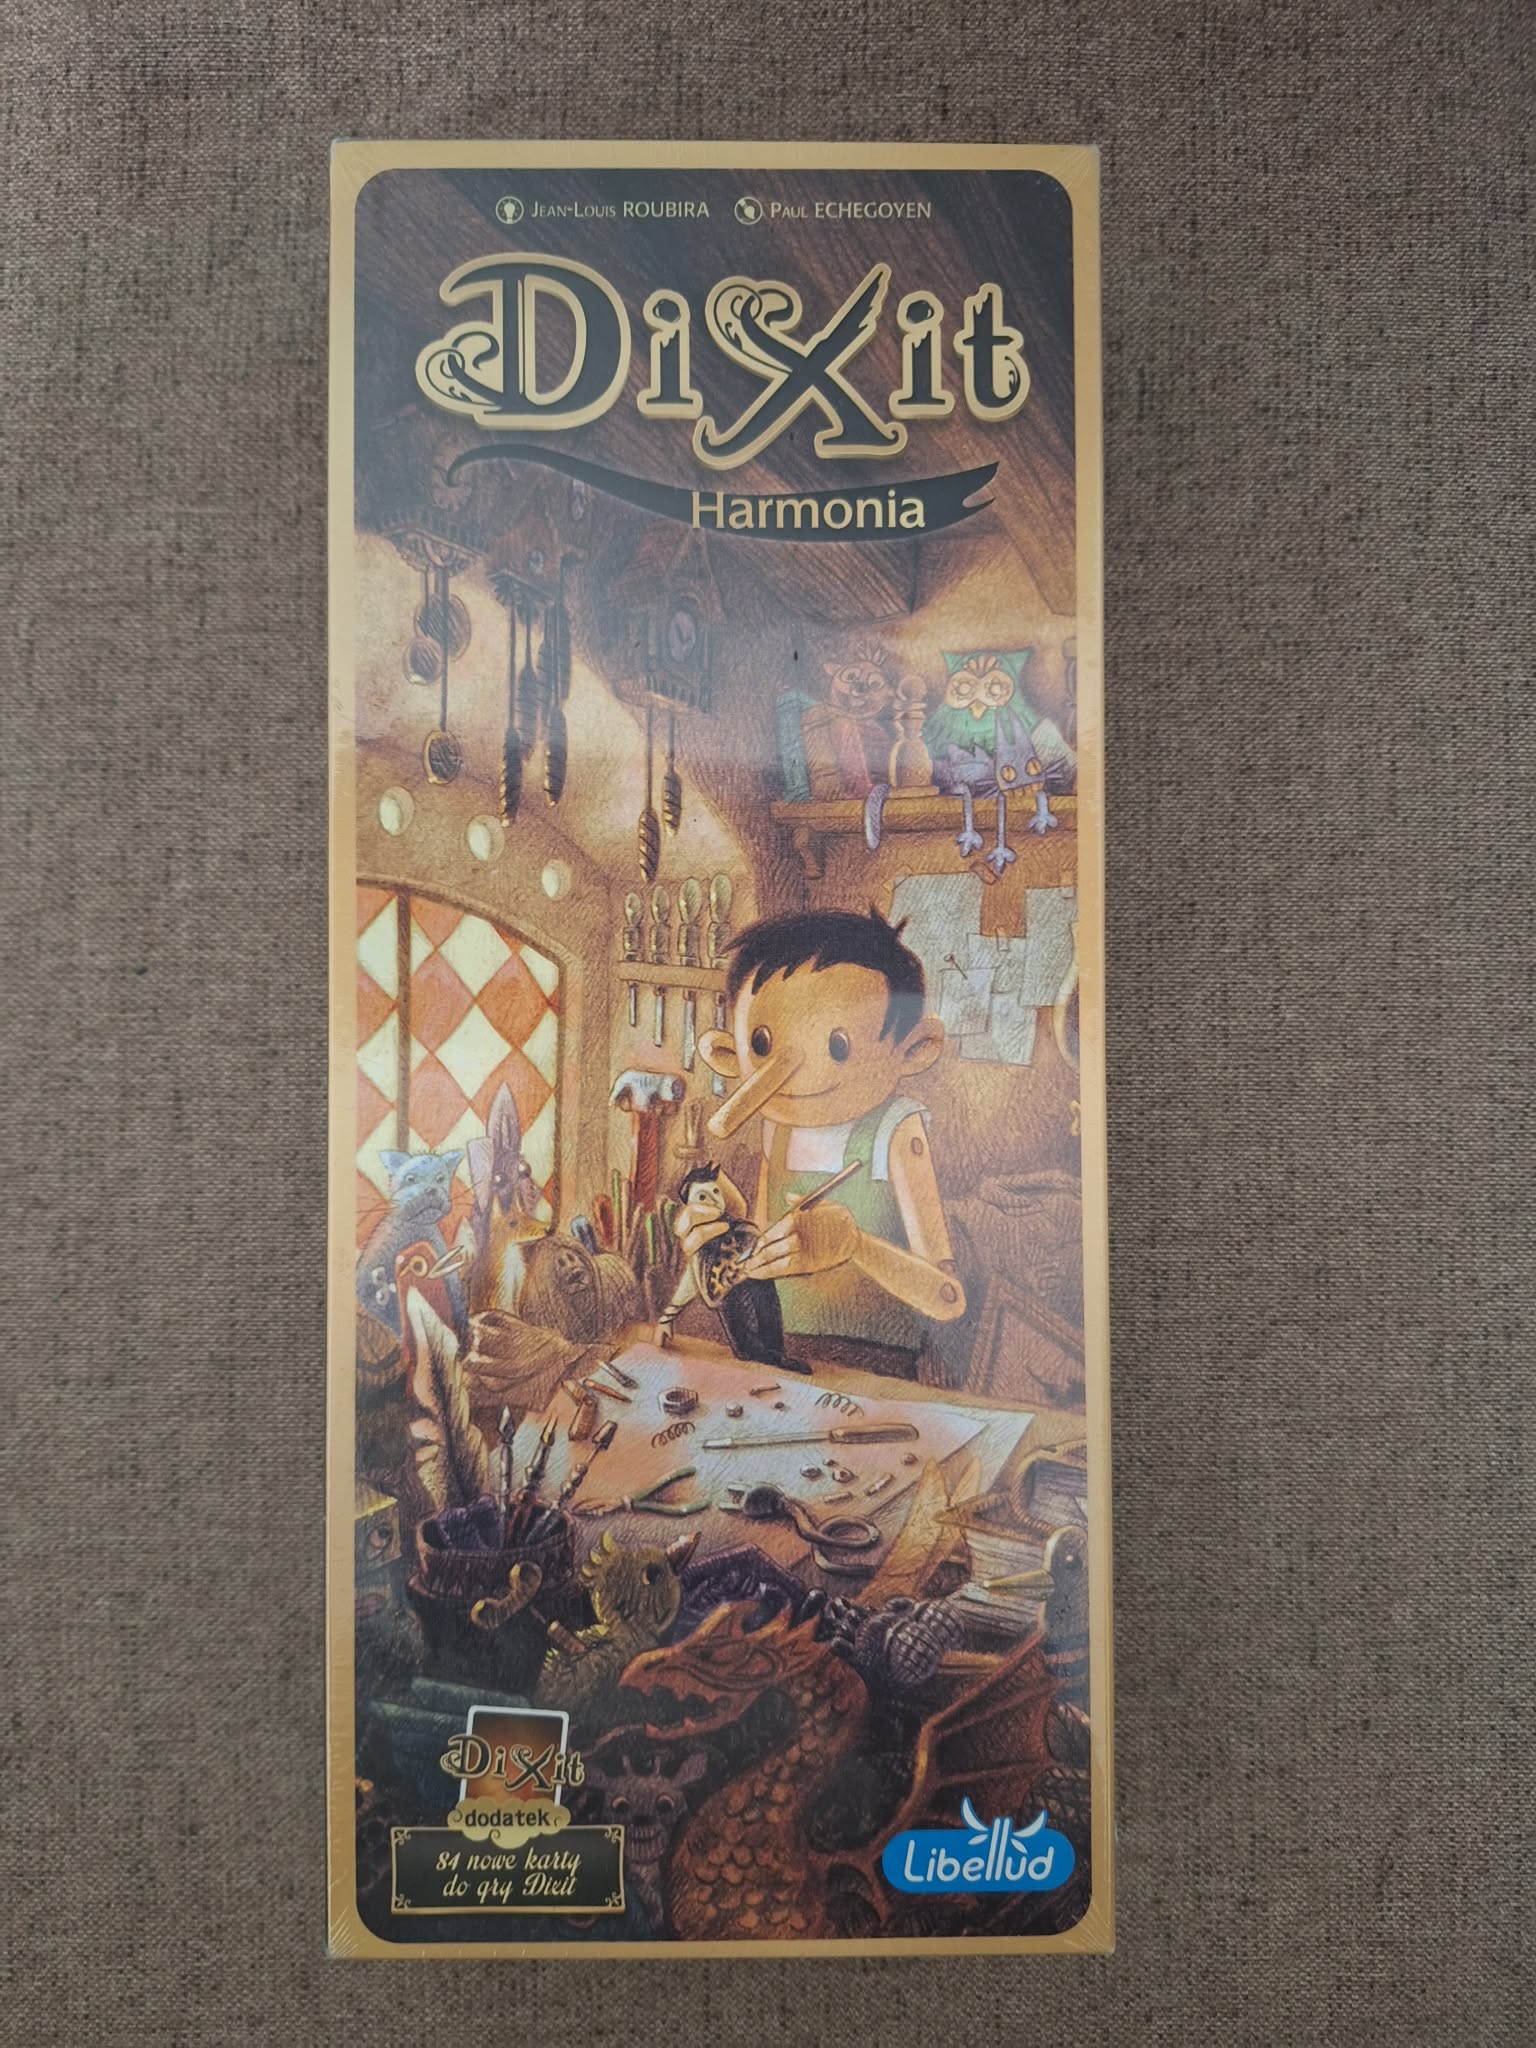 Jean-Louis ROUBIRA Paul ECHEGOYEN
Dixit
Harmonia
Dixit
dodatek
84 nowe karty
do gry Dixit
Libellud